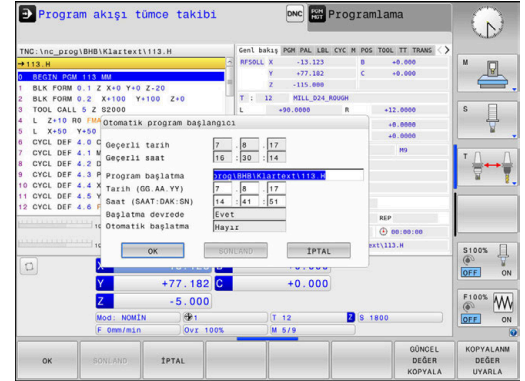 Program akışı tümce takibi
DNC
PGM MGT
Programlama
TNC:\nc_prog\BHB\Klartext\113.H
→113.H
0 BEGIN PGM 113 MM
1 BLK FORM 0.1 Z X+0 Y+0 Z-20
2 BLK FORM 0.2 X+100 Y+100 Z+0
3 TOOL CALL 5 Z S2000
4 L Z+10 R0 FMA
5 L X+50 Y+50
6 CYCL DEF 4.0
7 CYCL DEF 4.1
8 CYCL DEF 4.2
9 CYCL DEF 4.3 P
10 CYCL DEF 4.4 X
11 CYCL DEF 4.5 Y
12 CYCL DEF 4.6 F
Genl bakış PGM PAL LBL CYC M POS TOOL TT TRANS
RFSOLL X -13.123 B +0.000
Y +77.182 C +0.000
Z -115.000
T : 12 MILL_D24_ROUGH
L +90.0000 R +12.0000
+0.0000
+0.0000
M9
REP
00:00:00
ext\113.H
Otomatik program başlangıcı
Geçerli tarih 7 .8 .17
Geçerli saat 16 :30 :14
Program başlatma prog\BHB\Klartext\113.H
Tarih (GG.AA.YY) 7 .8 .17
Saat (SAAT:DAK:SN) 14 :41 :51
Başlatma devrede Evet
Otomatik başlatma Hayır
OK
SONLAND
İPTAL
Y +77.182 C +0.000
Z -5.000
Mod: NOMİN 1 T 12 Z S 1800
F 0mm/min Ovr 100% M 5/9
M
S
T
S100%
OFF ON
F100%
OFF ON
OK
SONLAND
İPTAL
GÜNCEL DEĞER KOPYALA
KOPYALANM DEĞER UYARLA